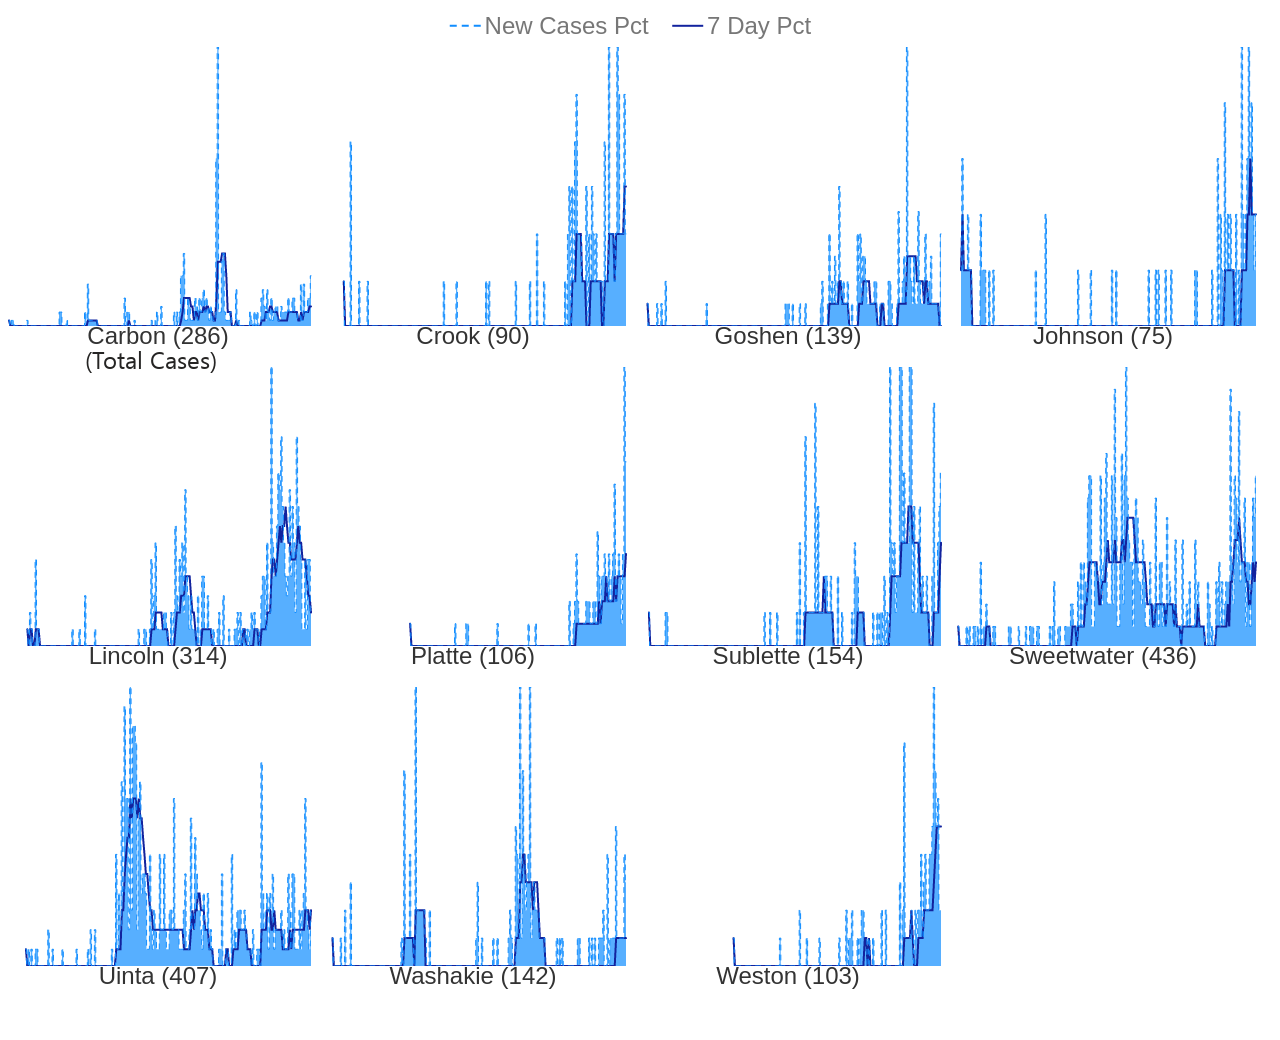 New Cases Pct 7 Day Pct
Carbon (286) Crook (90) Goshen (139) Johnson (75)
(Total Cases)
Lincoln (314) Platte (106) Sublette (154) Sweetwater (436)
Uinta (407) Washakie (142) Weston (103)